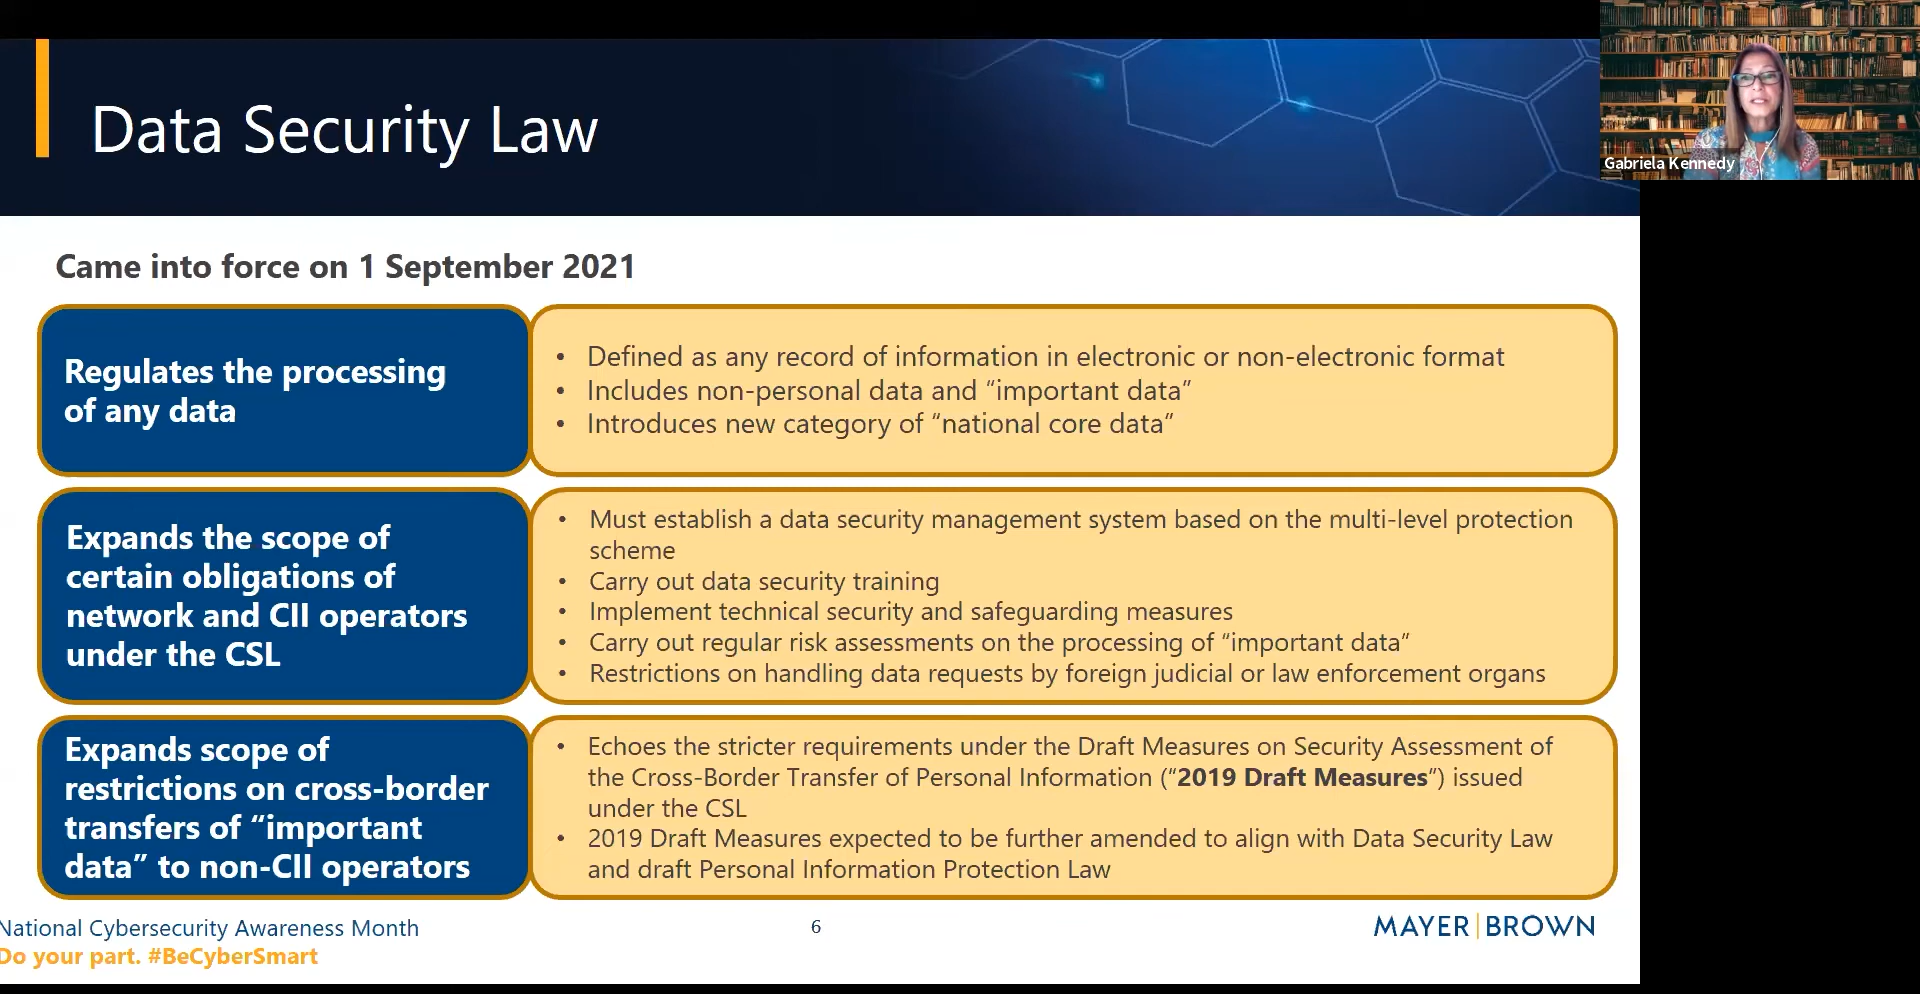 Data Security Law
Gabriela Kennedy
Came into force on 1 September 2021
Regulates the processing
of any data
• Defined as any record of information in electronic or non-electronic format
• Includes non-personal data and “important data”
• Introduces new category of “national core data”
Expands the scope of
certain obligations of
network and CII operators
under the CSL
• Must establish a data security management system based on the multi-level protection
scheme
• Carry out data security training
• Implement technical security and safeguarding measures
• Carry out regular risk assessments on the processing of “important data”
• Restrictions on handling data requests by foreign judicial or law enforcement organs
Expands scope of
restrictions on cross-border
transfers of “important
data” to non-CII operators
• Echoes the stricter requirements under the Draft Measures on Security Assessment of
the Cross-Border Transfer of Personal Information (“2019 Draft Measures”) issued
under the CSL
• 2019 Draft Measures expected to be further amended to align with Data Security Law
and draft Personal Information Protection Law
National Cybersecurity Awareness Month
Do your part. #BeCyberSmart
6
MAYER|BROWN